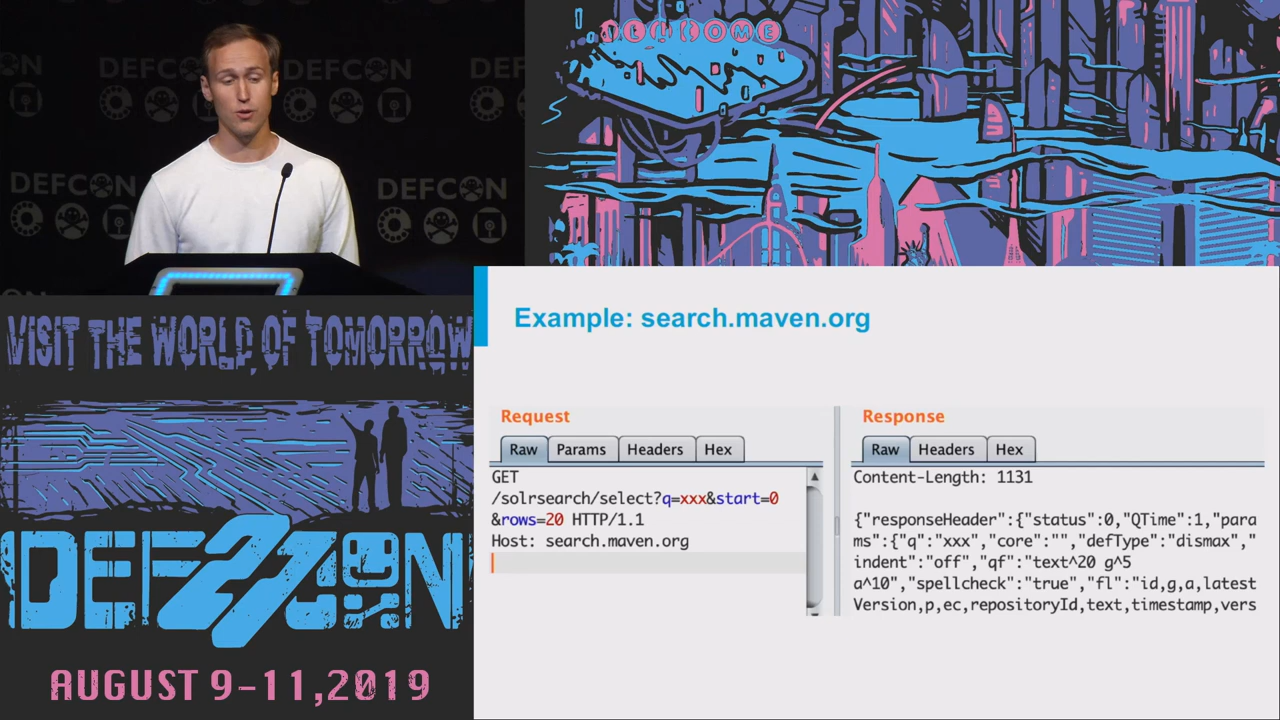 DEFCON
DEFCON
DEF
DEFCON
DEFCON
WELCOME
VISIT THE WORLD OF TOMORROW
DEF27CON
AUGUST 9-11,2019
Example: search.maven.org
Request
Raw Params Headers Hex
GET
/solrsearch/select?q=xxx&start=0
&rows=20 HTTP/1.1
Host: search.maven.org
Response
Raw Headers Hex
Content-Length: 1131
{"responseHeader":{"status":0,"QTime":1,"para
ms":{"q":"xxx","core":"","defType":"dismax","
indent":"off","qf":"text^20 g^5
a^10","spellcheck":"true","fl":"id,g,a,latest
Version,p,ec,repositoryId,text,timestamp,vers